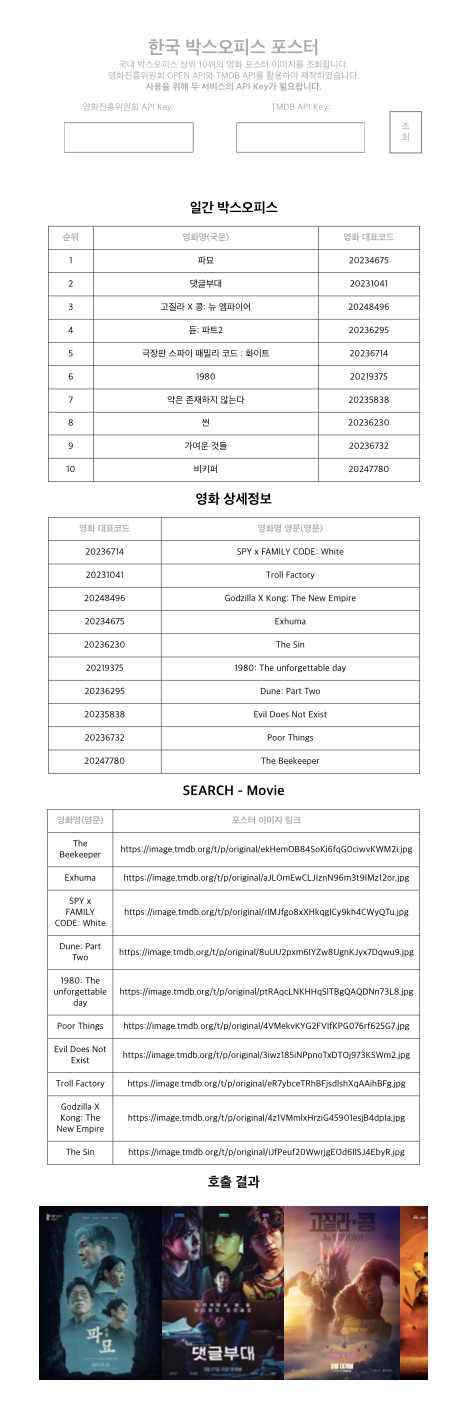 한국 박스오피스 포스터
국내 박스오피스 상위 10위의 영화 포스터 이미지를 조회합니다.
영화진흥위원회 OPEN API와 TMDB API를 활용하여 제작하였습니다.
사용을 위해 두 서비스의 API Key가 필요합니다.
영화진흥위원회 API Key: TMDB API Key:
조
회
일간 박스오피스
순위 영화명(국문) 영화 대표코드
1 파묘 20234675
2 댓글부대 20231041
3 고질라 X 콩: 뉴 엠파이어 20248496
4 듄: 파트2 20236295
5 극장판 스파이 패밀리 코드 : 화이트 20236714
6 1980 20219375
7 악은 존재하지 않는다 20235838
8 씬 20236230
9 가여운 것들 20236732
10 비키퍼 20247780
영화 상세정보
영화 대표코드 영화명 영문(영문)
20236714 SPY x FAMILY CODE: White
20231041 Troll Factory
20248496 Godzilla X Kong: The New Empire
20234675 Exhuma
20236230 The Sin
20219375 1980: The unforgettable day
20236295 Dune: Part Two
20235838 Evil Does Not Exist
20236732 Poor Things
20247780 The Beekeeper
SEARCH - Movie
영화명(영문) 포스터 이미지 링크
The
Beekeeper
https://image.tmdb.org/t/p/original/ekHemOB84SoKi6fqG0ciwvKWM2i.jpg
Exhuma https://image.tmdb.org/t/p/original/aJLOmEwCLJIznN96m3t9IMz12or.jpg
SPY x
FAMILY
CODE: White
https://image.tmdb.org/t/p/original/rlMJfgo8xXHkqgICy9kh4CWyQTu.jpg
Dune: Part
Two
https://image.tmdb.org/t/p/original/8uUU2pxm6IYZw8UgnKJyx7Dqwu9.jpg
1980: The
unforgettable
day
https://image.tmdb.org/t/p/original/ptRAqcLNKHHqSlTBgQAQDNn73L8.jpg
Poor Things https://image.tmdb.org/t/p/original/4VMekvKYG2FVIfKPG076rf625G7.jpg
Evil Does Not
Exist
https://image.tmdb.org/t/p/original/3iwz185iNPpnoTxDTOJ973KSWm2.jpg
Troll Factory https://image.tmdb.org/t/p/original/eR7ybceTRhBFjsdlshXqAAihBFg.jpg
Godzilla X
Kong: The
New Empire
https://image.tmdb.org/t/p/original/4z1VMmlxHrziG45901esjB4dpIa.jpg
The Sin https://image.tmdb.org/t/p/original/iJfPeuf20WwrjgEOd6IlSJ4EbyR.jpg
호출 결과
고질라×콩
파묘
댓글부대